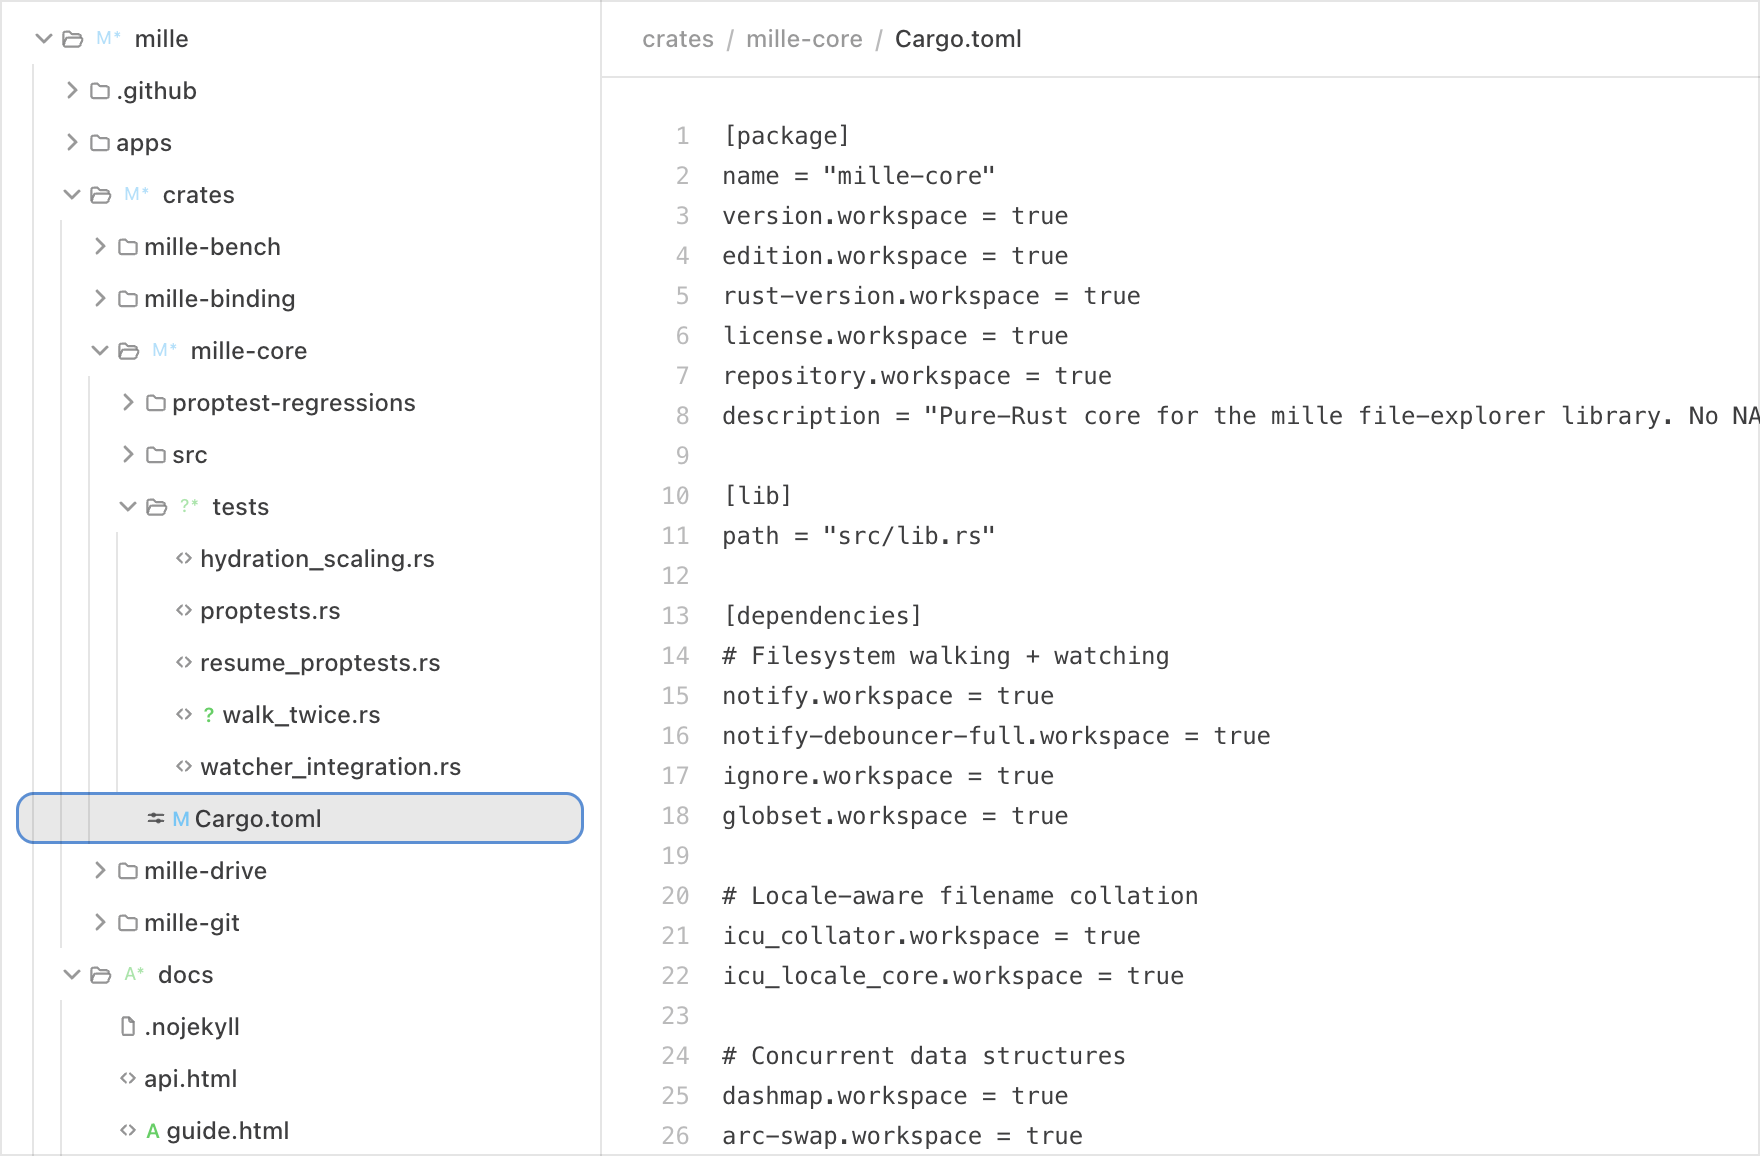 M* mille
.github
apps
M* crates
mille-bench
mille-binding
M* mille-core
proptest-regressions
src
?* tests
hydration_scaling.rs
proptests.rs
resume_proptests.rs
? walk_twice.rs
watcher_integration.rs
M Cargo.toml
mille-drive
mille-git
A* docs
.nojekyll
api.html
A guide.html
crates / mille-core / Cargo.toml
1 [package]
2 name = "mille-core"
3 version.workspace = true
4 edition.workspace = true
5 rust-version.workspace = true
6 license.workspace = true
7 repository.workspace = true
8 description = "Pure-Rust core for the mille file-explorer library. No NA
9
10 [lib]
11 path = "src/lib.rs"
12
13 [dependencies]
14 # Filesystem walking + watching
15 notify.workspace = true
16 notify-debouncer-full.workspace = true
17 ignore.workspace = true
18 globset.workspace = true
19
20 # Locale-aware filename collation
21 icu_collator.workspace = true
22 icu_locale_core.workspace = true
23
24 # Concurrent data structures
25 dashmap.workspace = true
26 arc-swap.workspace = true